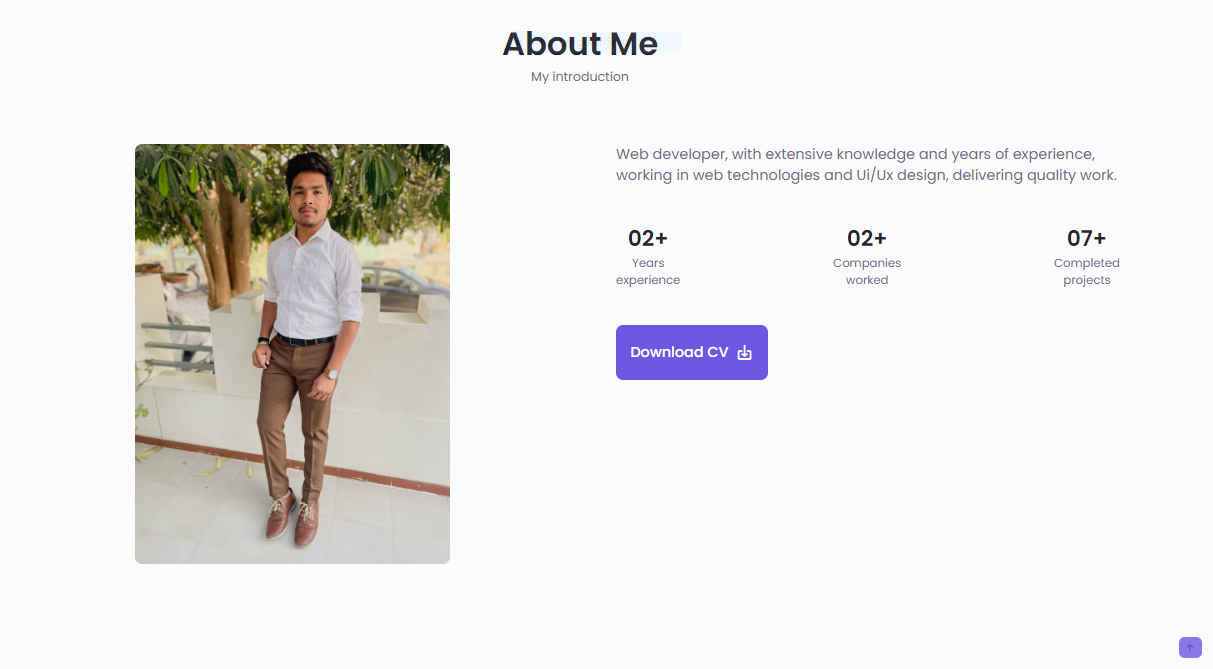 About Me
My introduction
Web developer, with extensive knowledge and years of experience,
working in web technologies and Ui/Ux design, delivering quality work.
02+
Years
experience
02+
Companies
worked
07+
Completed
projects
Download CV